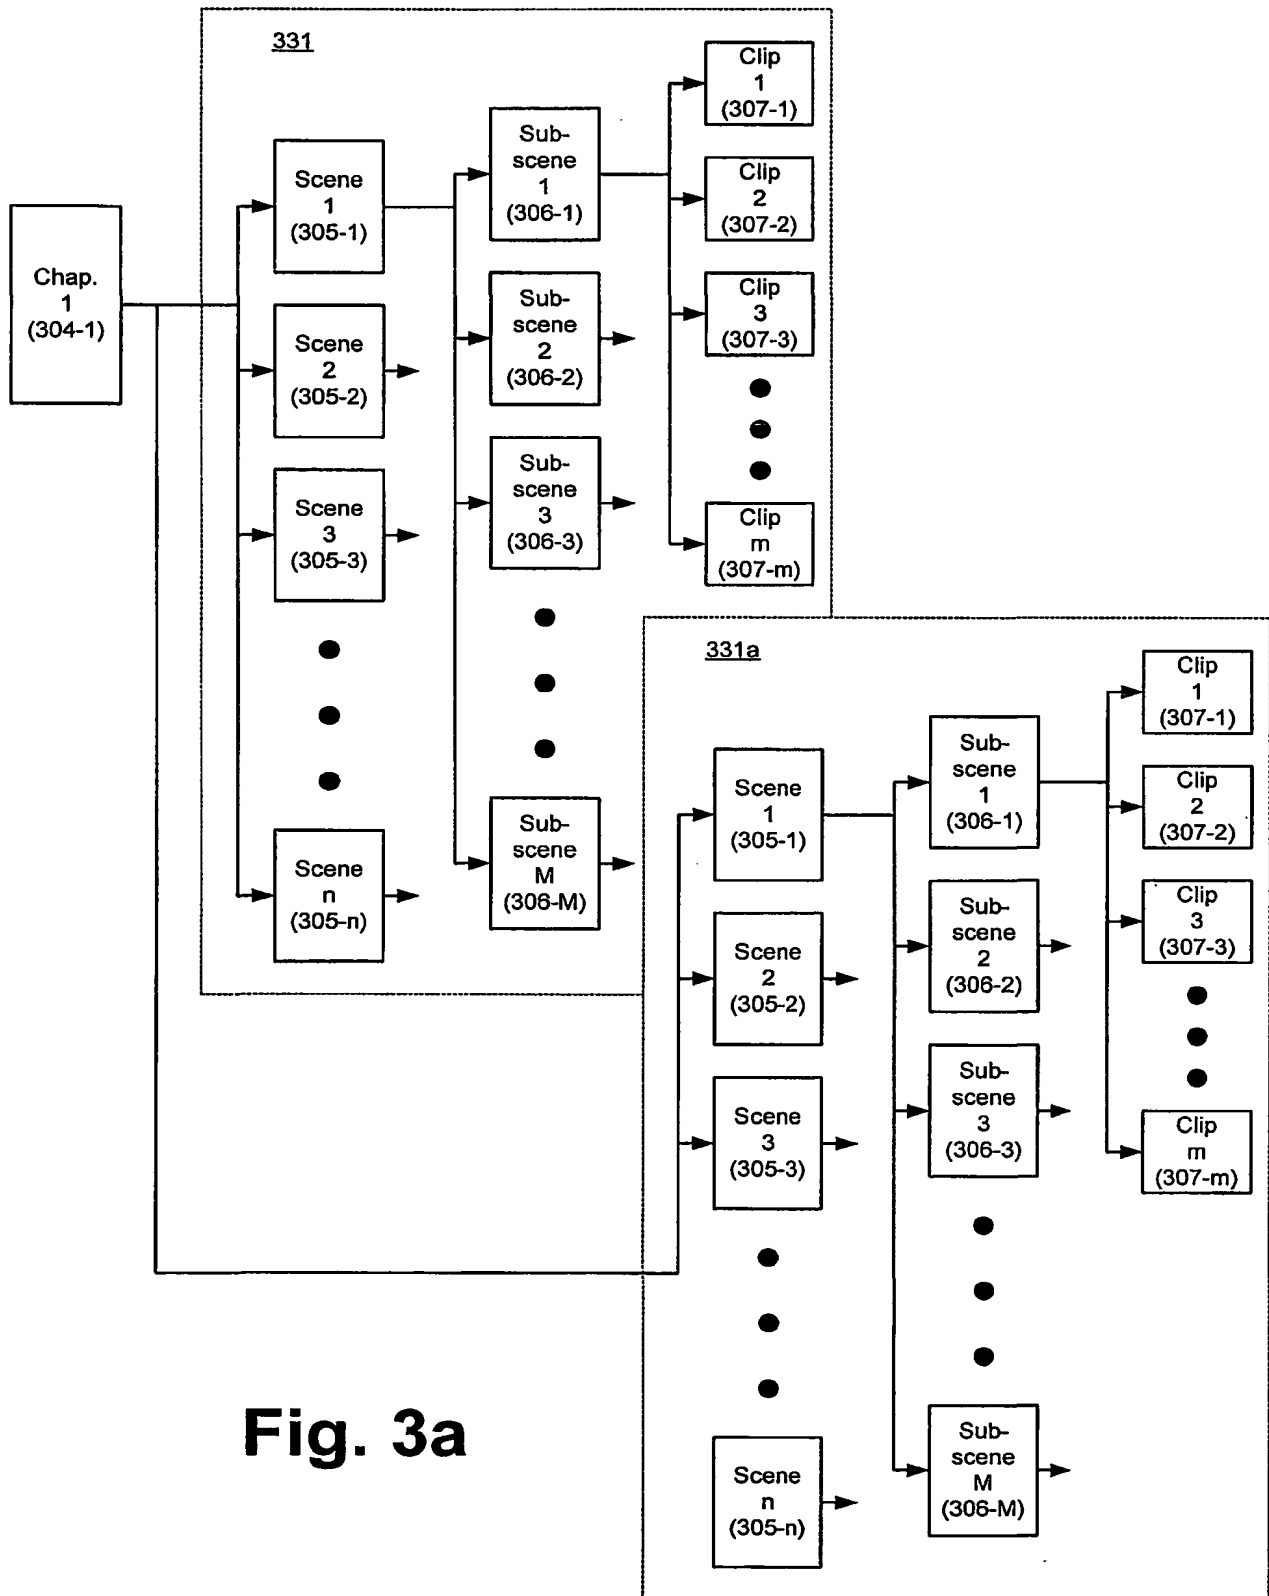 331
Clip
1
(307-1)
Sub-
scene
1
(306-1)
Scene
1
(305-1)
Clip
2
(307-2)
Chap.
1
(304-1)
Clip
3
(307-3)
Sub-
scene
2
(306-2)
Scene
2
(305-2)
Sub-
scene
3
(306-3)
Scene
3
(305-3)
Clip
m
(307-m)
Sub-
scene
M
(306-M)
Scene
n
(305-n)
331a
Clip
1
(307-1)
Sub-
scene
1
(306-1)
Scene
1
(305-1)
Clip
2
(307-2)
Clip
3
(307-3)
Sub-
scene
2
(306-2)
Scene
2
(305-2)
Sub-
scene
3
(306-3)
Scene
3
(305-3)
Clip
m
(307-m)
Sub-
scene
M
(306-M)
Scene
n
(305-n)
Fig. 3a